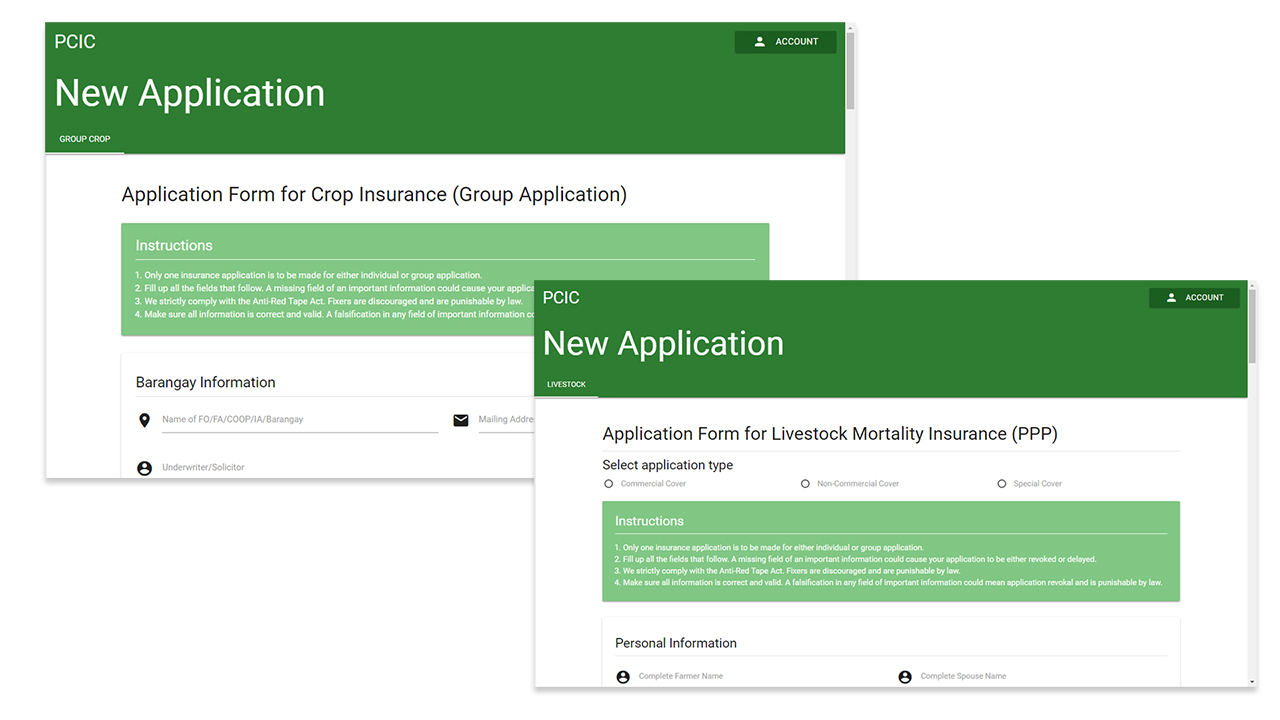 PCIC
ACCOUNT
New Application
GROUP CROP
Application Form for Crop Insurance (Group Application)
Instructions
1. Only one insurance application is to be made for either individual or group application.
2. Fill up all the fields that follow. A missing field of an important information could cause your
3. We strictly comply with the Anti-Red Tape Act. Fixers are discouraged and are punishable by law.
4. Make sure all information is correct and valid. A falsification in any field of important information
Barangay Information
Name of FO/FA/COOP/IA/Barangay
Mailing Addre
Underwriter/Solicitor
PCIC
ACCOUNT
New Application
LIVESTOCK
Application Form for Livestock Mortality Insurance (PPP)
Select application type
Commercial Cover
Non-Commercial Cover
Special Cover
Instructions
1. Only one insurance application is to be made for either individual or group application.
2. Fill up all the fields that follow. A missing field of an important information could cause your application to be either revoked or delayed.
3. We strictly comply with the Anti-Red Tape Act. Fixers are discouraged and are punishable by law.
4. Make sure all information is correct and valid. A falsification in any field of important information could mean application revokal and is punishable by law.
Personal Information
Complete Farmer Name
Complete Spouse Name